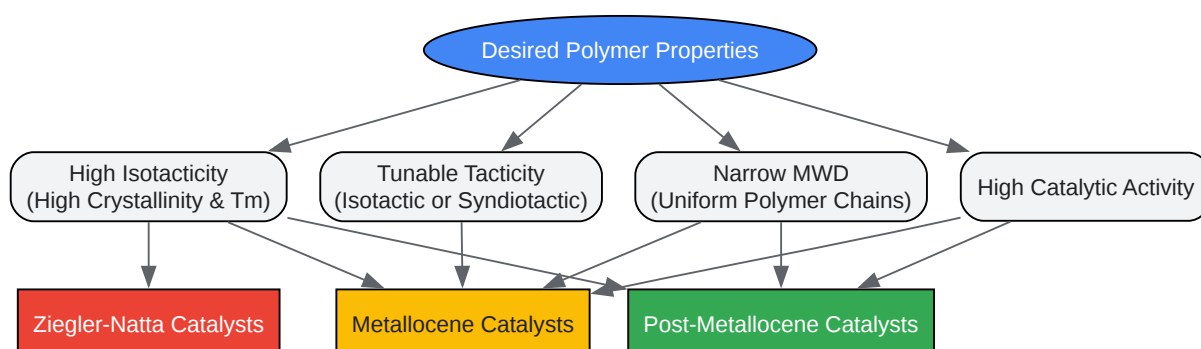 Desired Polymer Properties
High Isotacticity
(High Crystallinity & Tm)
Tunable Tacticity
(Isotactic or Syndiotactic)
Narrow MWD
(Uniform Polymer Chains)
High Catalytic Activity
Ziegler-Natta Catalysts
Metallocene Catalysts
Post-Metallocene Catalysts